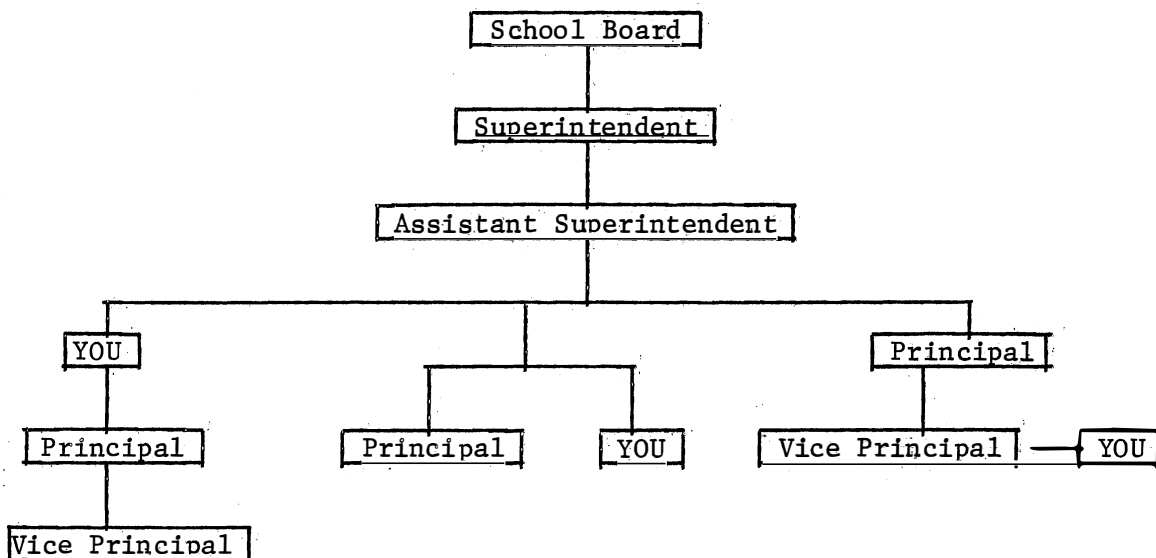 School Board
Superintendent
Assistant Superintendent
YOU
Principal
Principal
Principal
YOU
Vice Principal
YOU
Vice Principal